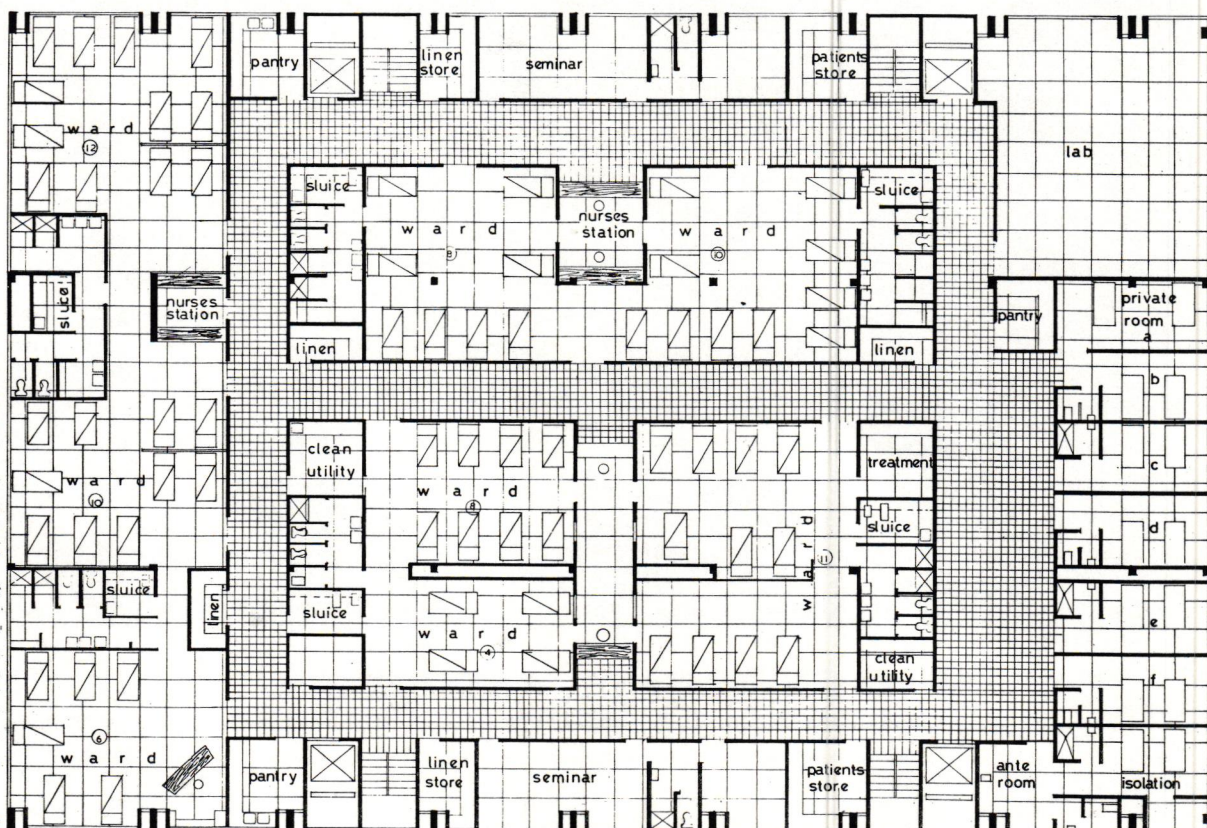 pantry
linen
store
seminar
patients
store
lab
ward
12
sluice
ward
8
nurses
station
ward
10
sluice
linen
linen
sluice
nurses
station
pantry
private
room
a
b
c
d
e
f
isolation
ward
10
clean
utility
ward
8
treatment
sluice
ward
11
sluice
linen
sluice
ward
4
clean
utility
ward
6
pantry
linen
store
seminar
patients
store
ante
room